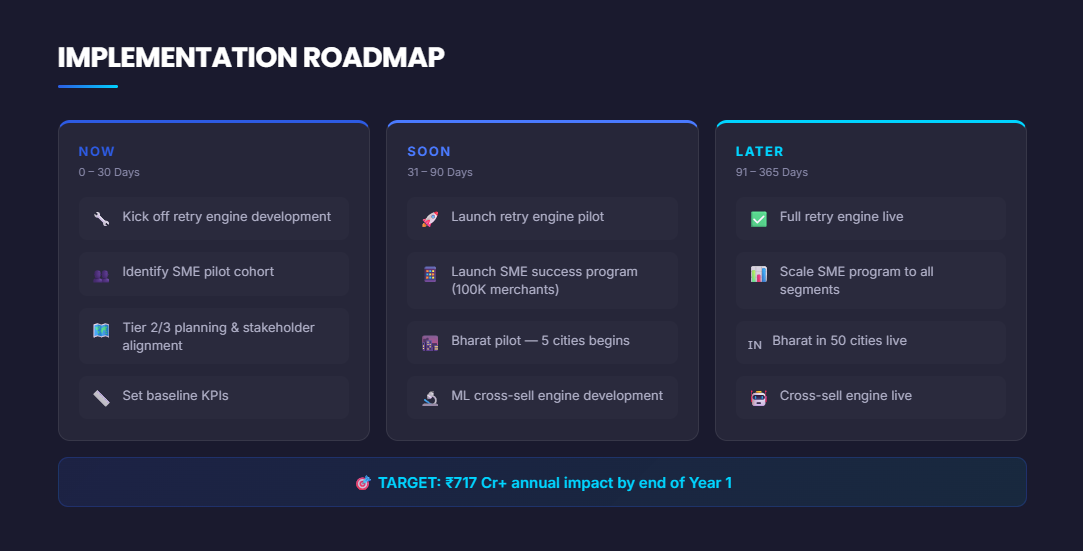 IMPLEMENTATION ROADMAP
NOW
0 – 30 Days
Kick off retry engine development
Identify SME pilot cohort
Tier 2/3 planning & stakeholder
alignment
Set baseline KPIs
SOON
31 – 90 Days
Launch retry engine pilot
Launch SME success program
(100K merchants)
Bharat pilot — 5 cities begins
ML cross-sell engine development
LATER
91 – 365 Days
Full retry engine live
Scale SME program to all
segments
IN Bharat in 50 cities live
Cross-sell engine live
TARGET: ₹717 Cr+ annual impact by end of Year 1